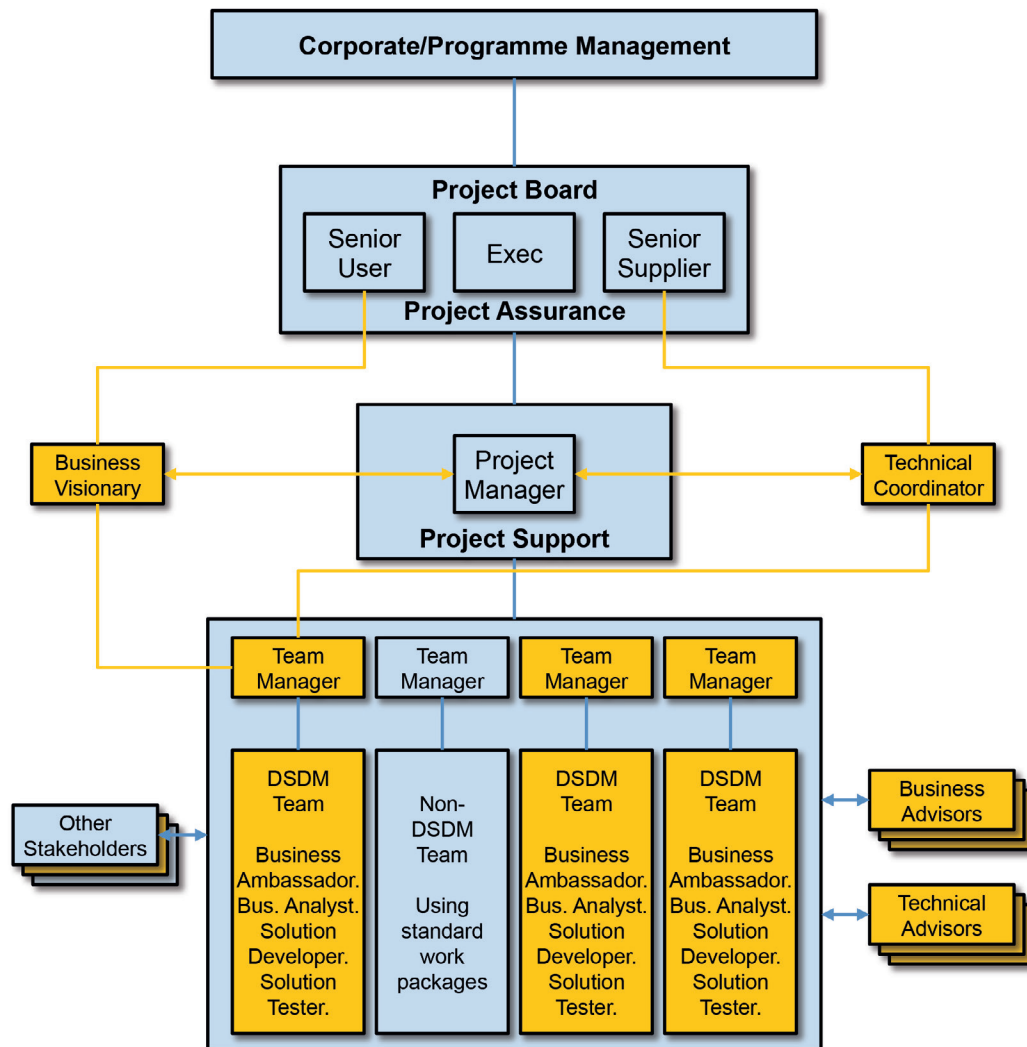 Corporate/Programme Management
Project Board
Senior
User
Exec
Senior
Supplier
Project Assurance
Business
Visionary
Project
Manager
Technical
Coordinator
Project Support
Team
Manager
Team
Manager
Team
Manager
Team
Manager
Other
Stakeholders
DSDM
Team
Business
Ambassador.
Bus. Analyst.
Solution
Developer.
Solution
Tester.
Non-
DSDM
Team
Using
standard
work
packages
DSDM
Team
Business
Ambassador.
Bus. Analyst.
Solution
Developer.
Solution
Tester.
DSDM
Team
Business
Ambassador.
Bus. Analyst.
Solution
Developer.
Solution
Tester.
Business
Advisors
Technical
Advisors